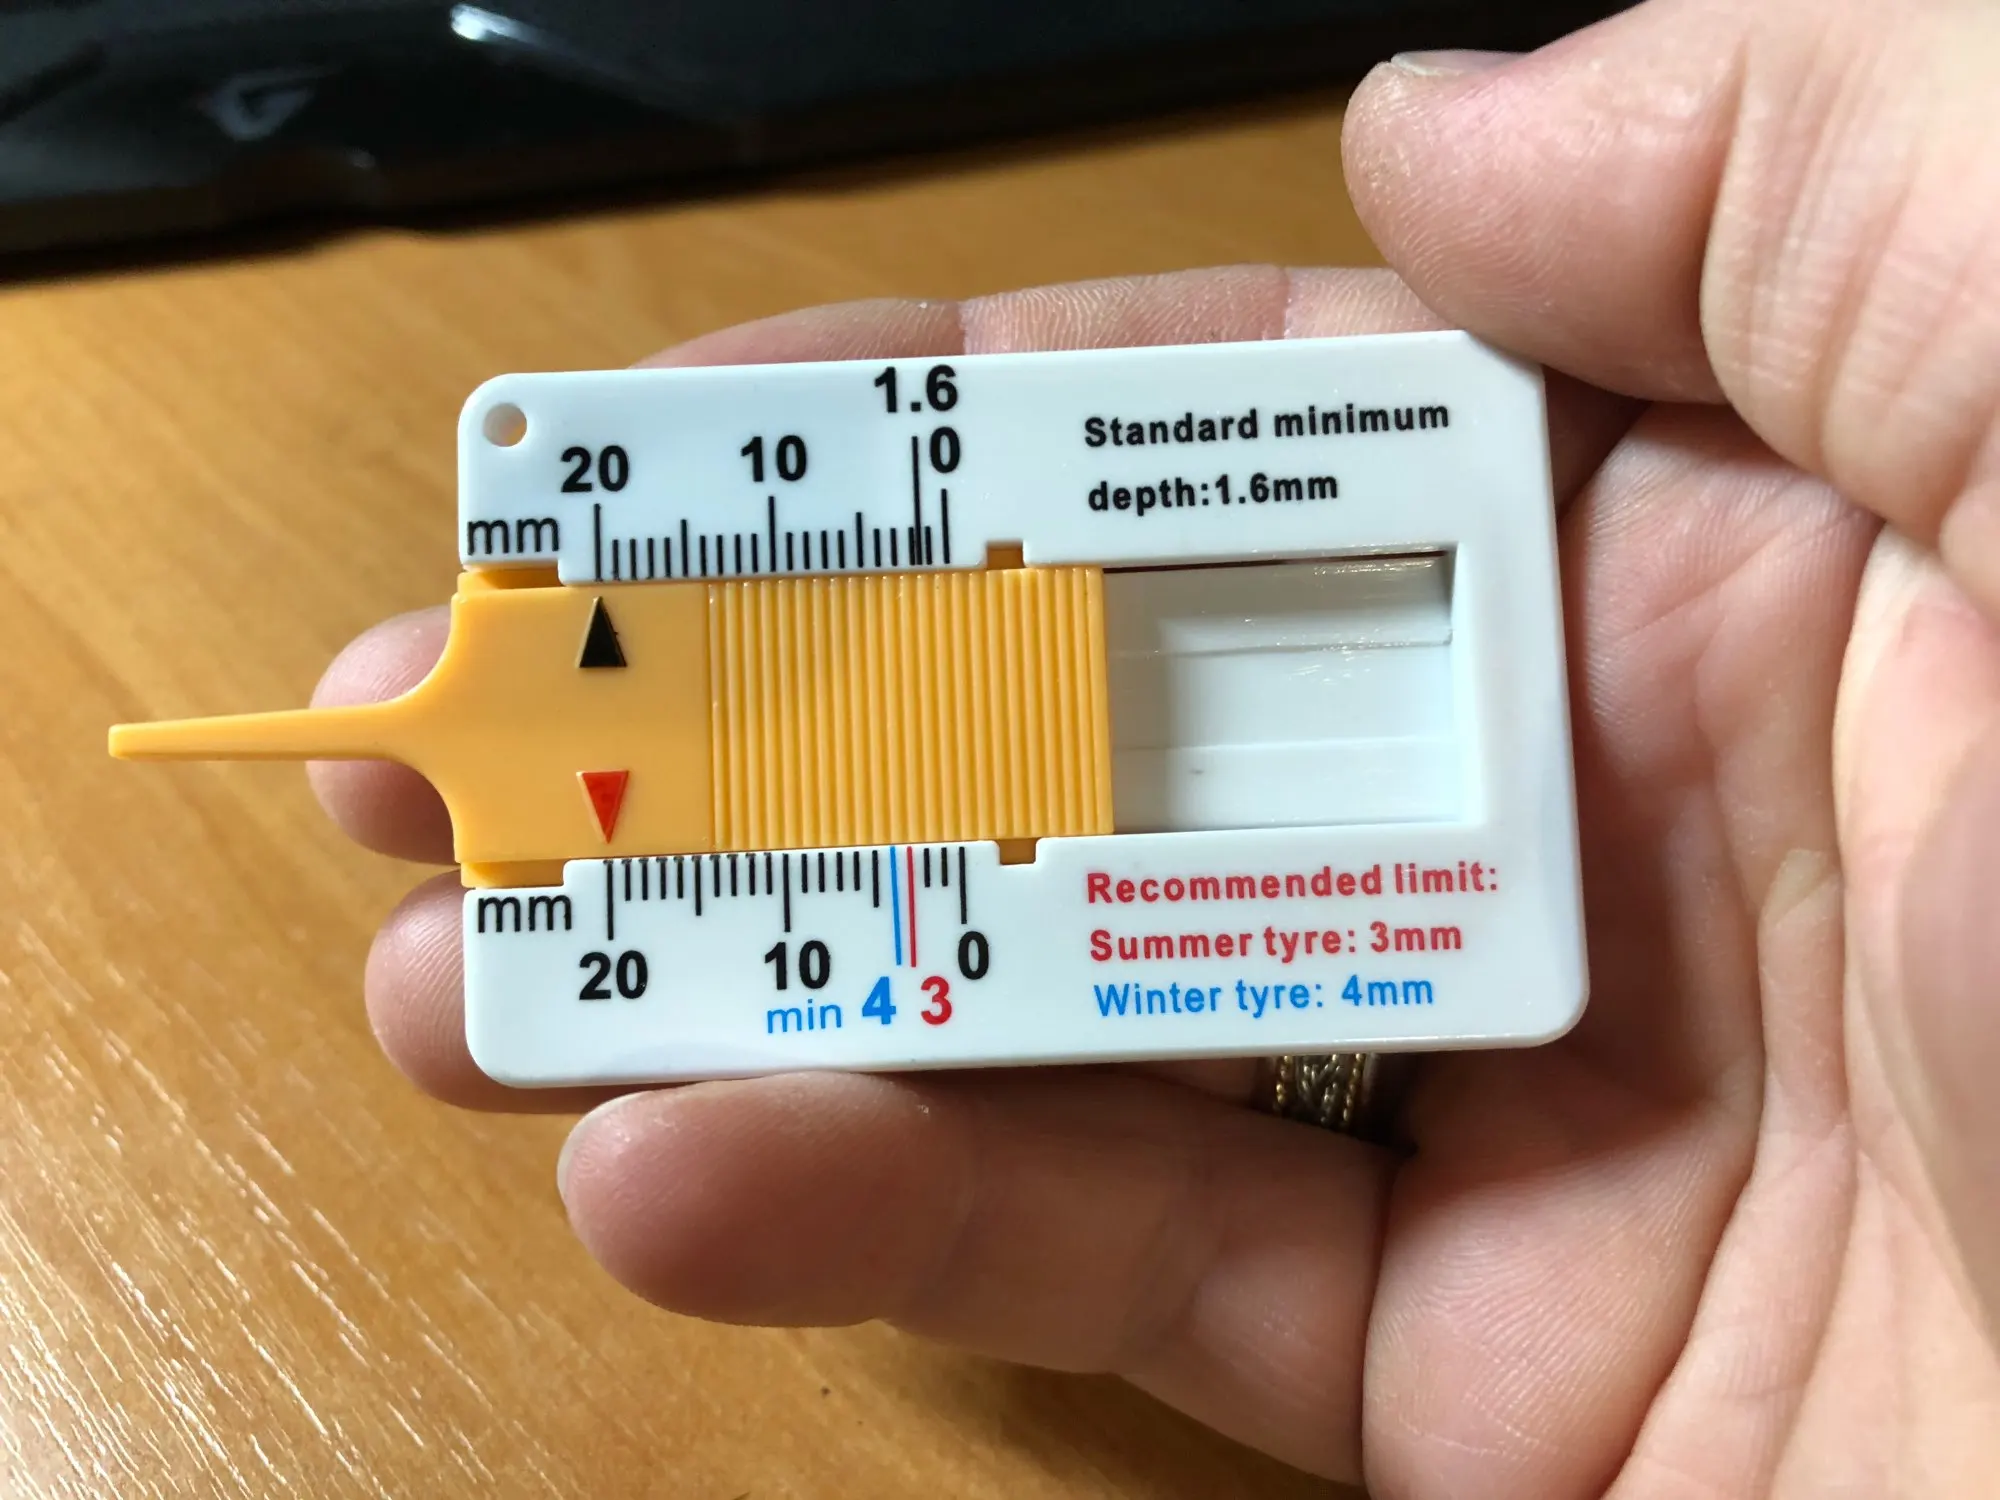 1.6
20 10 0
mm
Standard minimum
depth:1.6mm
mm
20 10 0
min 4 3
Recommended limit:
Summer tyre: 3mm
Winter tyre: 4mm